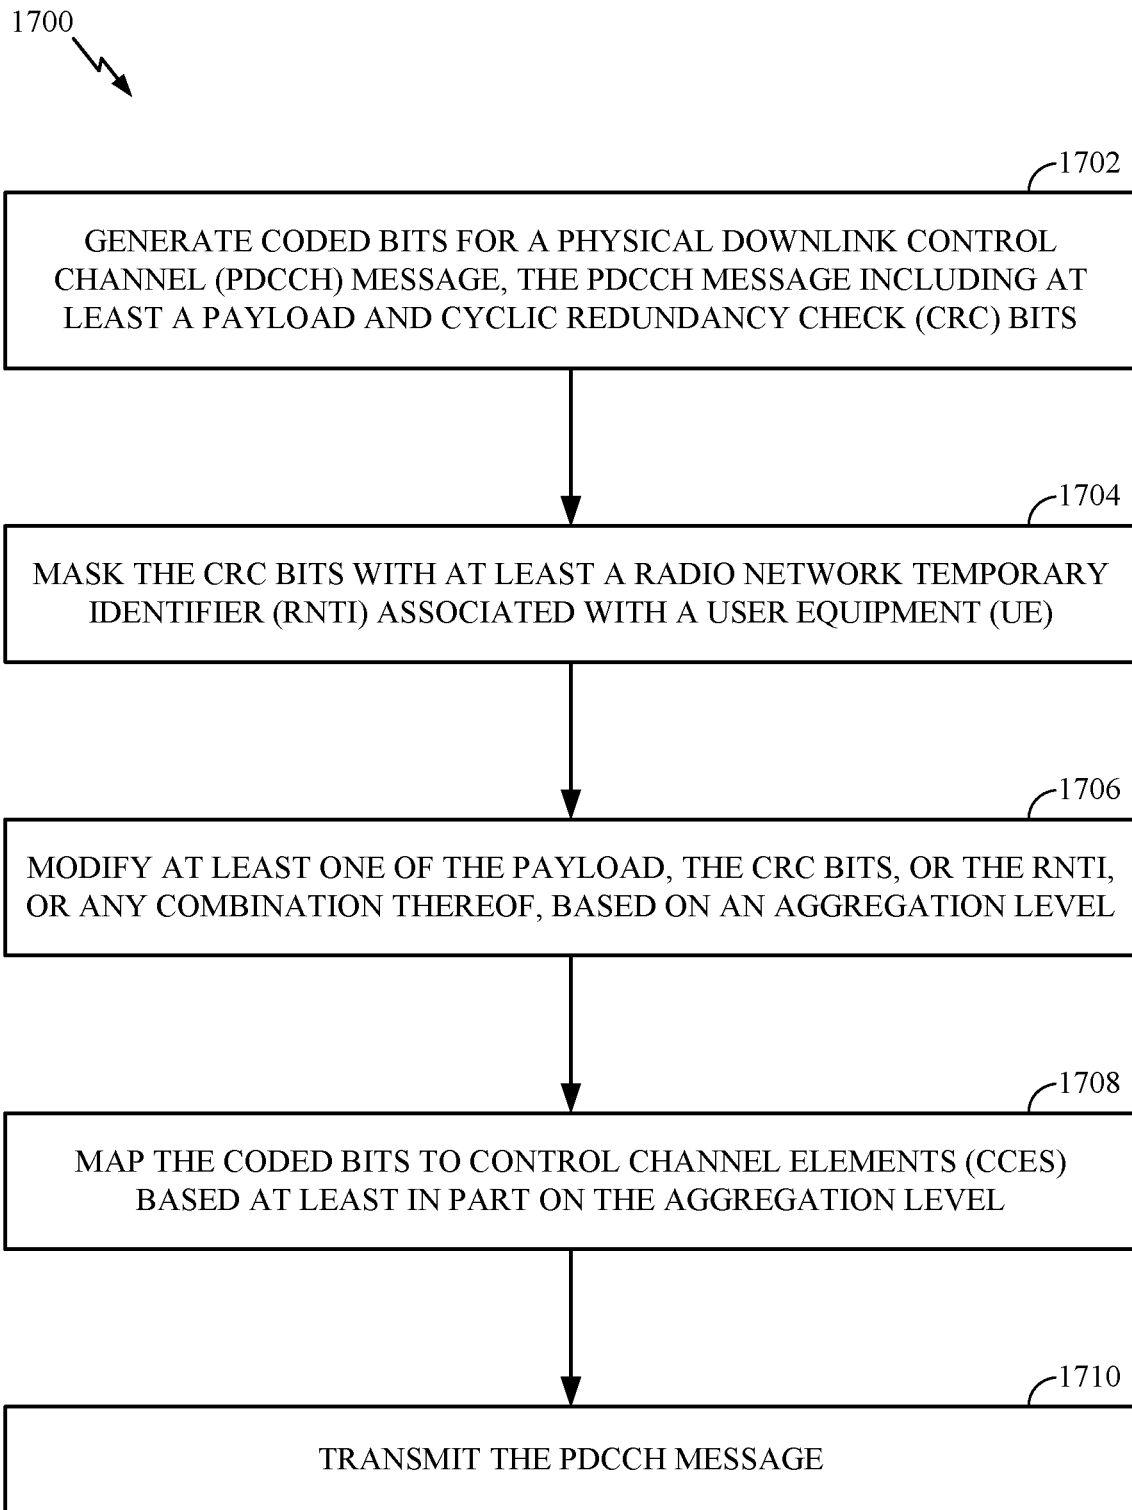 1700
1702
GENERATE CODED BITS FOR A PHYSICAL DOWNLINK CONTROL
CHANNEL (PDCCH) MESSAGE, THE PDCCH MESSAGE INCLUDING AT
LEAST A PAYLOAD AND CYCLIC REDUNDANCY CHECK (CRC) BITS
1704
MASK THE CRC BITS WITH AT LEAST A RADIO NETWORK TEMPORARY
IDENTIFIER (RNTI) ASSOCIATED WITH A USER EQUIPMENT (UE)
1706
MODIFY AT LEAST ONE OF THE PAYLOAD, THE CRC BITS, OR THE RNTI,
OR ANY COMBINATION THEREOF, BASED ON AN AGGREGATION LEVEL
1708
MAP THE CODED BITS TO CONTROL CHANNEL ELEMENTS (CCES)
BASED AT LEAST IN PART ON THE AGGREGATION LEVEL
1710
TRANSMIT THE PDCCH MESSAGE